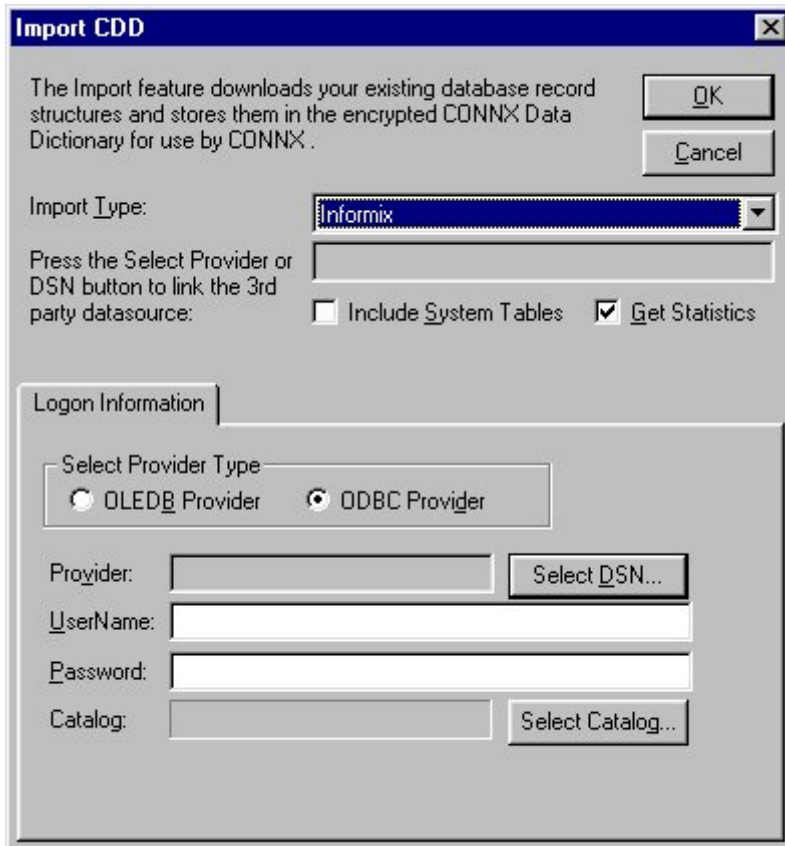 Import CDD
The Import feature downloads your existing database record
structures and stores them in the encrypted CONNX Data
Dictionary for use by CONNX .
OK
Cancel
Import Type:
Informix
Press the Select Provider or
DSN button to link the 3rd
party datasource:
Include System Tables
Get Statistics
Logon Information
Select Provider Type
OLEDB Provider
ODBC Provider
Provider:
Select DSN...
UserName:
Password:
Catalog:
Select Catalog...